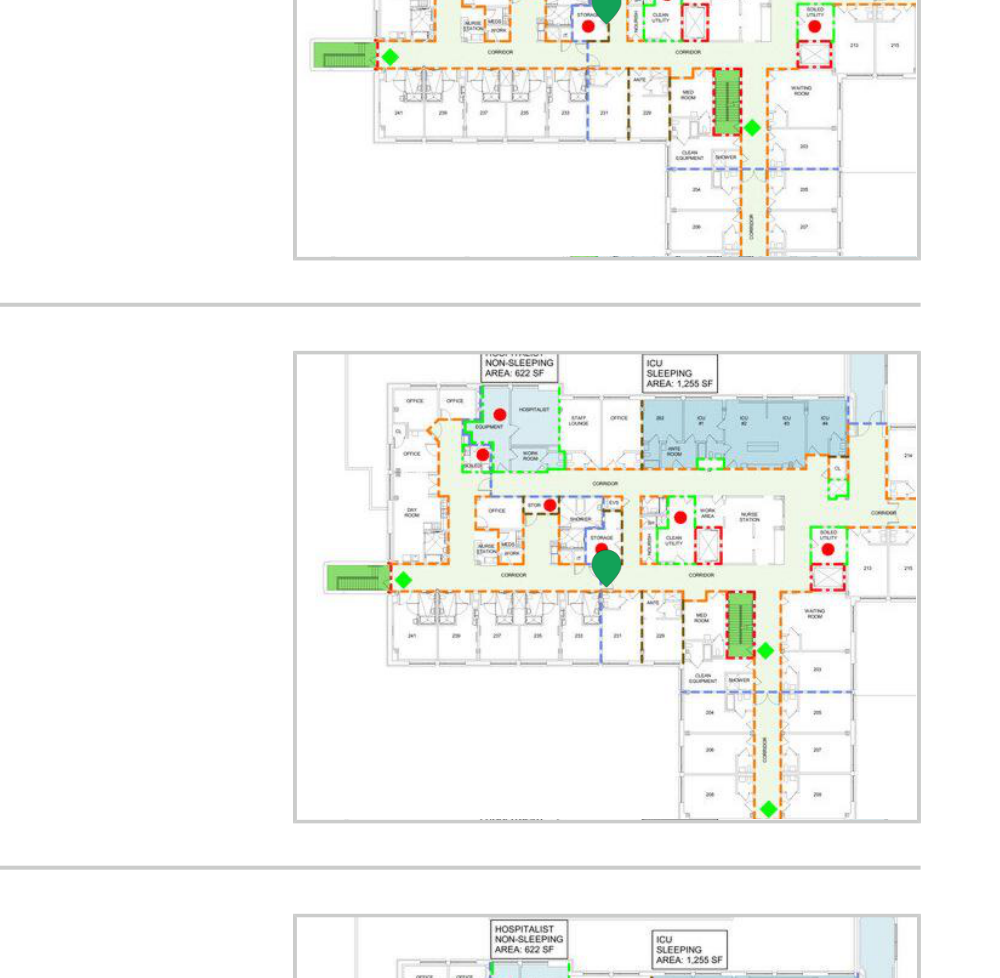 SOILED
UTILITY
NURSE
STATION
MEDS
WORK
STORAGE
NOURISH
CLEAN
UTILITY
CORRIDOR
CORRIDOR
212
215
ANTE
MED
ROOM
WAITING
ROOM
241
239
237
235
233
231
229
CLEAN
EQUIPMENT
SHOWER
203
204
205
206
207
CORRIDOR
HOSPITALIST
NON-SLEEPING
AREA: 622 SF
ICU
SLEEPING
AREA: 1,255 SF
OFFICE
OFFICE
HOSPITALIST
EQUIPMENT
STAFF
LOUNGE
OFFICE
ICU
#1
ICU
#2
ICU
#3
ICU
#4
CL
OFFICE
SOILED
WORK
ROOM
ANTE
ROOM
CL
214
CORRIDOR
DAY
ROOM
OFFICE
STOR
SHOWER
EVS
WORK
AREA
NURSE
STATION
CORRIDOR
NURSE
STATION
MEDS
WORK
STORAGE
NOURISH
CLEAN
UTILITY
SOILED
UTILITY
CORRIDOR
CORRIDOR
213
215
ANTE
MED
ROOM
WAITING
ROOM
241
239
237
235
233
231
229
CLEAN
EQUIPMENT
SHOWER
203
204
205
206
207
CORRIDOR
208
209
HOSPITALIST
NON-SLEEPING
AREA: 622 SF
ICU
SLEEPING
AREA: 1,255 SF
OFFICE
OFFICE